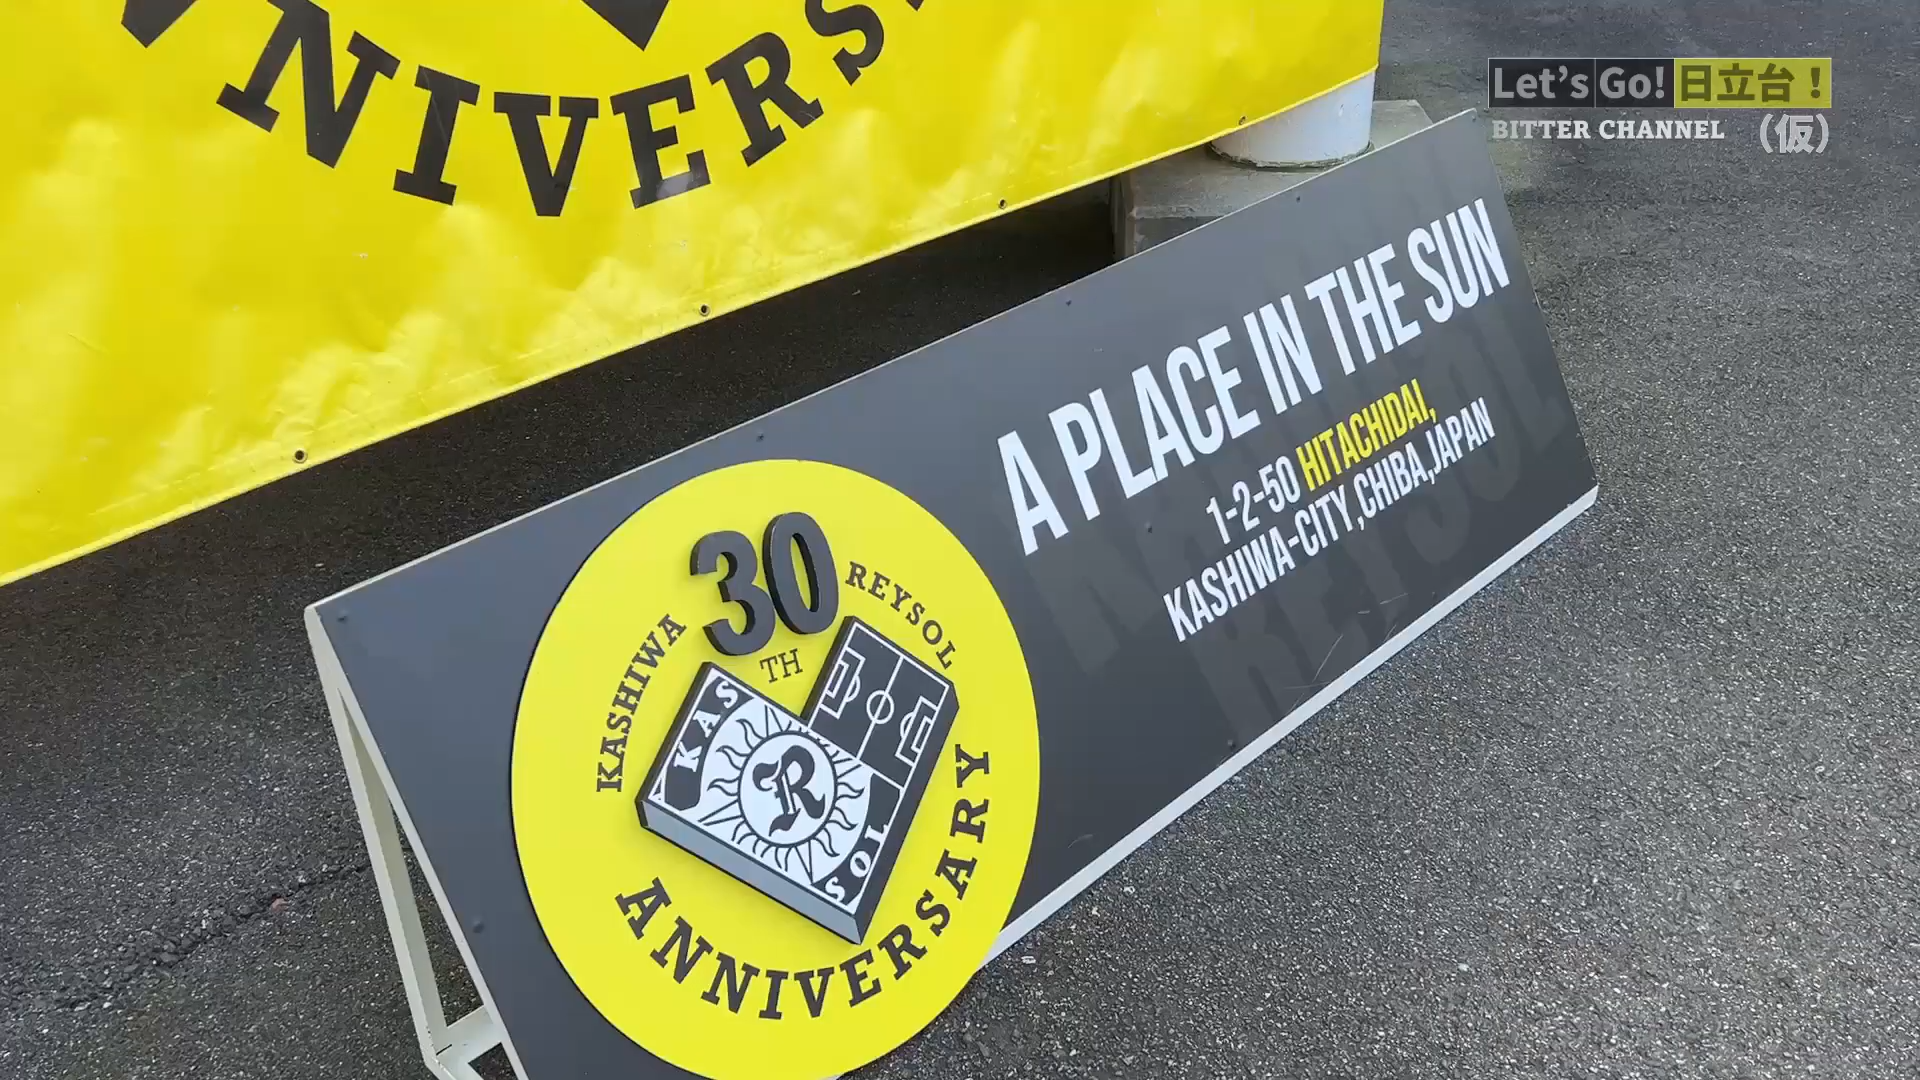 Let's Go! 日立台！
BITTER CHANNEL （仮）
NNIVERS
A PLACE IN THE SUN
1-2-50 HITACHIDAI,
KASHIWA-CITY,CHIBA,JAPAN
30
TH
KASHIWA REYSOL
KAS
R
SOL
ANNIVERSARY